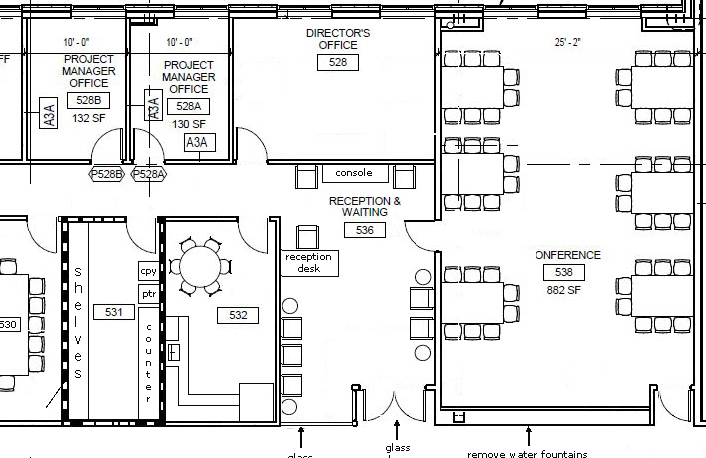 FF
10' - 0"
PROJECT
MANAGER
OFFICE
528B
132 SF
A3A
10' - 0"
PROJECT
MANAGER
OFFICE
528A
130 SF
A3A
A3A
DIRECTOR'S
OFFICE
528
25' - 2"
P528B
P528A
console
RECEPTION &
WAITING
536
reception
desk
ONFERENCE
538
882 SF
530
shelves
531
cpy
ptr
counter
532
glass
glass
remove water fountains